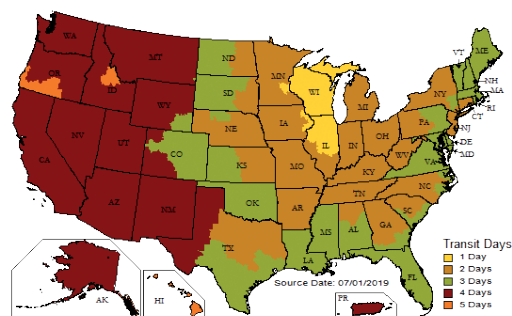 WA
MT
ND
MN
WI
MI
VT
ME
NH
MA
RI
CT
NY
OR
ID
SD
WY
IA
NE
IL
IN
OH
PA
NJ
DE
MD
NV
UT
CO
KS
MO
KY
WV
VA
CA
AZ
NM
OK
AR
TN
NC
SC
TX
LA
MS
AL
GA
FL
AK
HI
PR
Source Date: 07/01/2019
Transit Days
1 Day
2 Days
3 Days
4 Days
5 Days